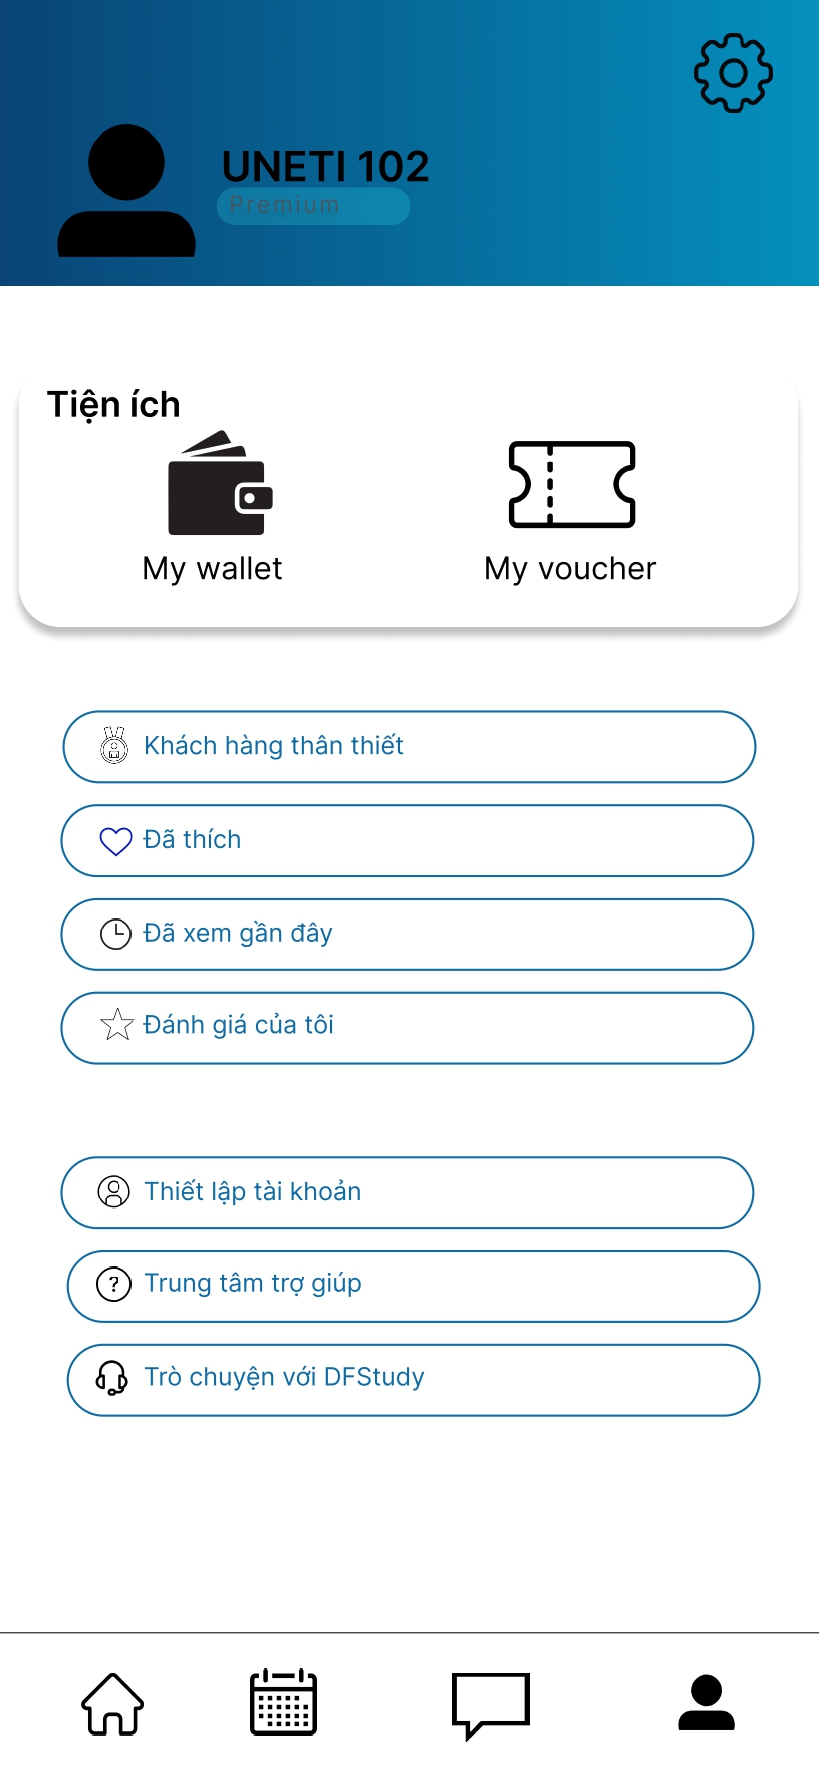 UNETI 102
Premium
Tiện ích
My wallet
My voucher
Khách hàng thân thiết
Đã thích
Đã xem gần đây
Đánh giá của tôi
Thiết lập tài khoản
Trung tâm trợ giúp
Trò chuyện với DFStudy